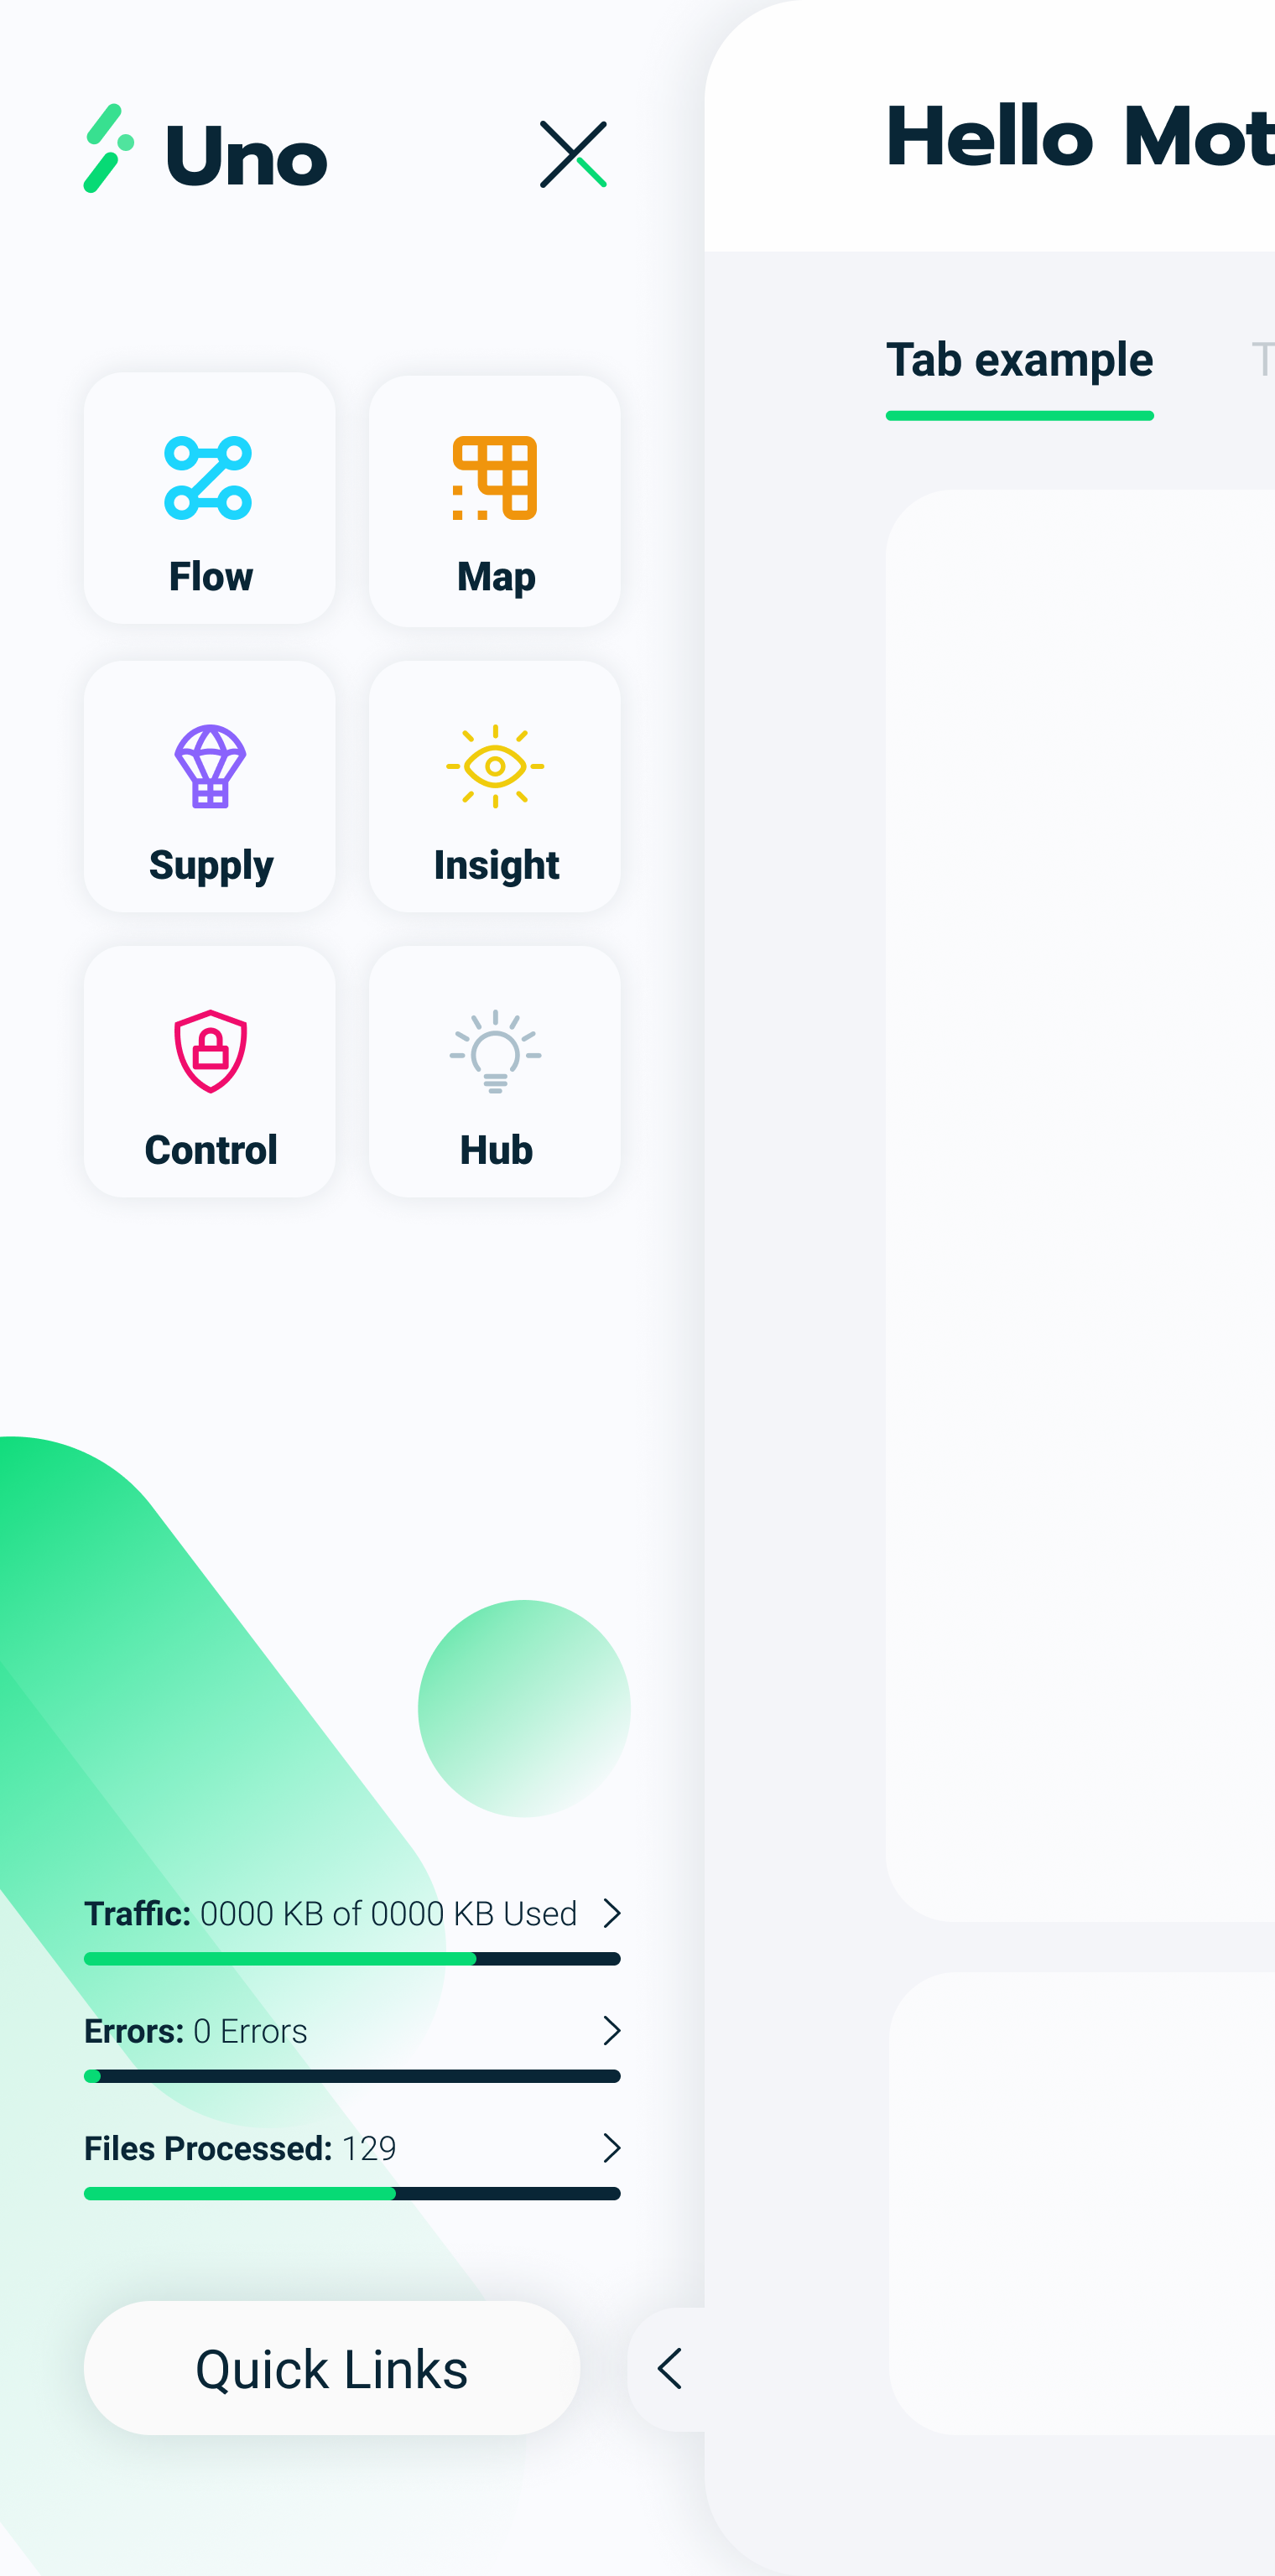 Uno
Hello Mot
Tab example
T
Flow
Map
Supply
Insight
Control
Hub
Traffic: 0000 KB of 0000 KB Used
Errors: 0 Errors
Files Processed: 129
Quick Links